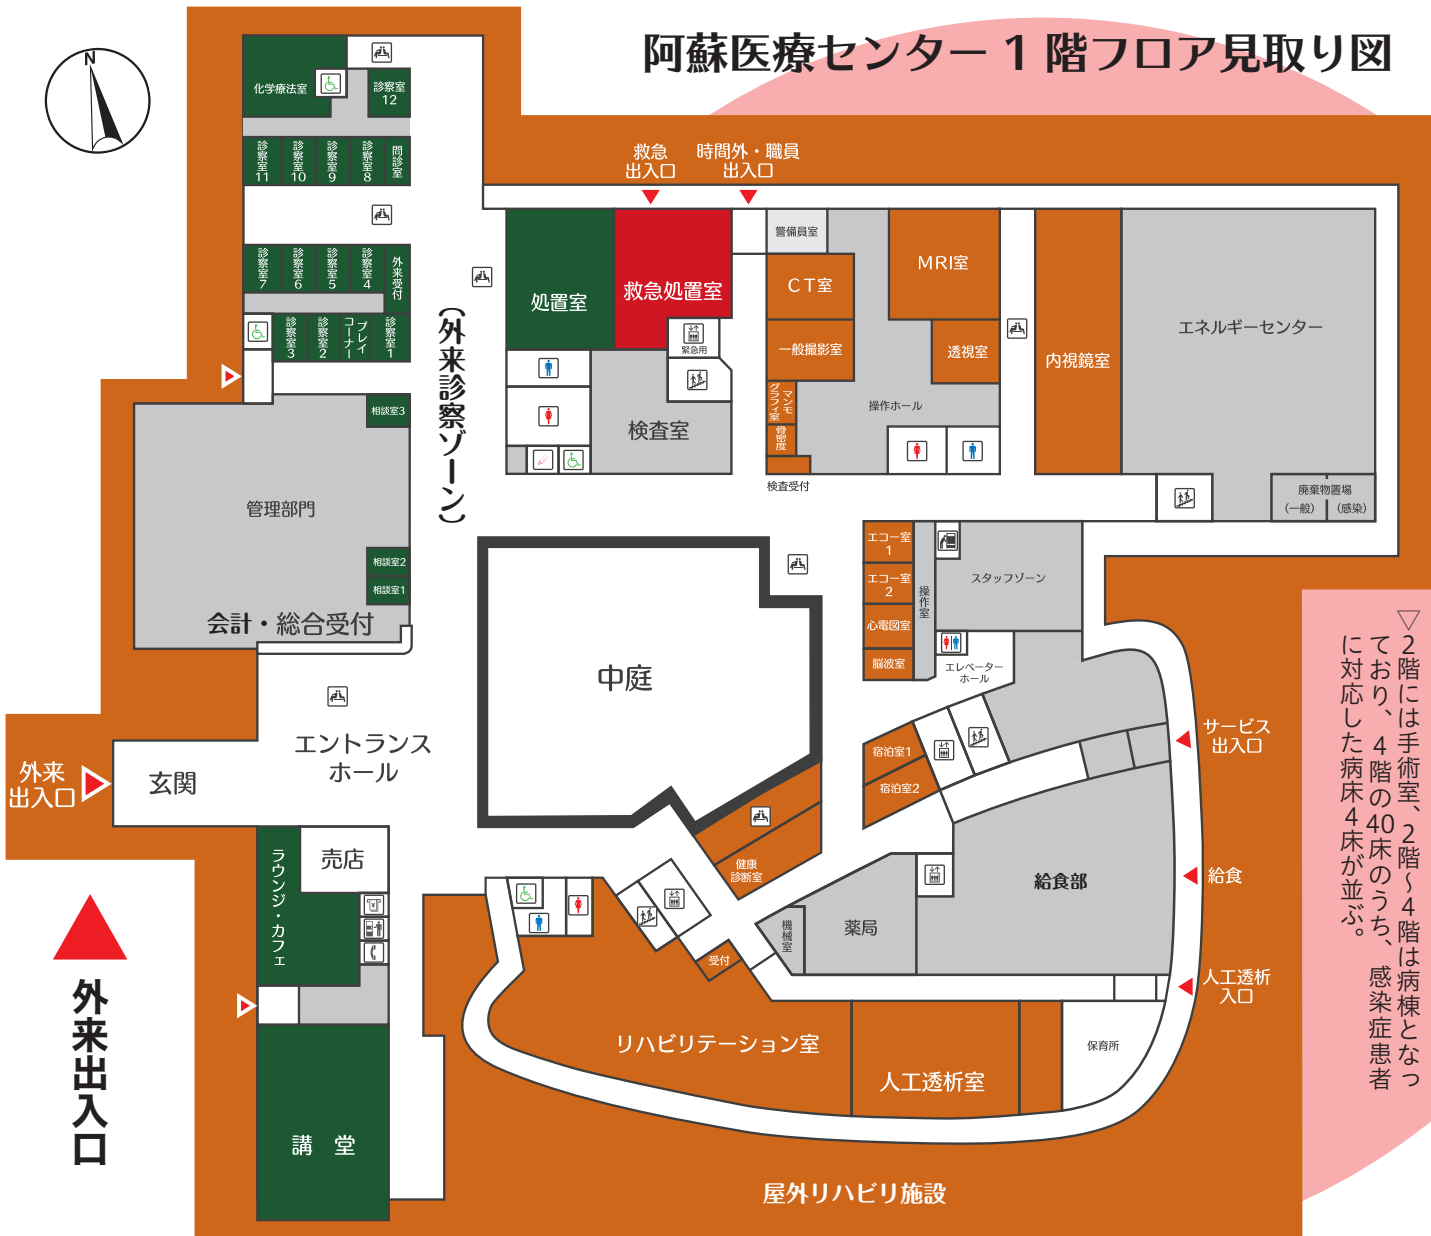 阿蘇医療センター１階フロア見取り図
N
化学療法室
診察室
12
診察室11
診察室10
診察室9
診察室8
問診室
診察室7
診察室6
診察室5
診察室4
外来受付
診察室3
診察室2
プレイ
コーナー
診察室1
救急
出入口
時間外・職員
出入口
処置室
救急処置室
緊急用
検査室
（外来診察ゾーン）
警備員室
ＣＴ室
一般撮影室
マンモ
グラフィ室
骨密度
検査受付
MRI室
透視室
操作ホール
内視鏡室
エネルギーセンター
廃棄物置場
（一般）
（感染）
相談室3
管理部門
相談室2
相談室1
会計・総合受付
中庭
エコー室
1
エコー室
2
心電図室
脳波室
操作室
スタッフゾーン
エレベーター
ホール
宿泊室1
宿泊室2
エントランス
ホール
玄関
外来
出入口
サービス
出入口
売店
ラウンジ・カフェ
健康
診断室
給食部
給食
薬局
機械室
受付
人工透析
入口
外来出入口
リハビリテーション室
人工透析室
保育所
講　堂
屋外リハビリ施設
▽２階には手術室、２階～４階は病棟となっ
ており、４階の40床のうち、感染症患者
に対応した病床４床が並ぶ。